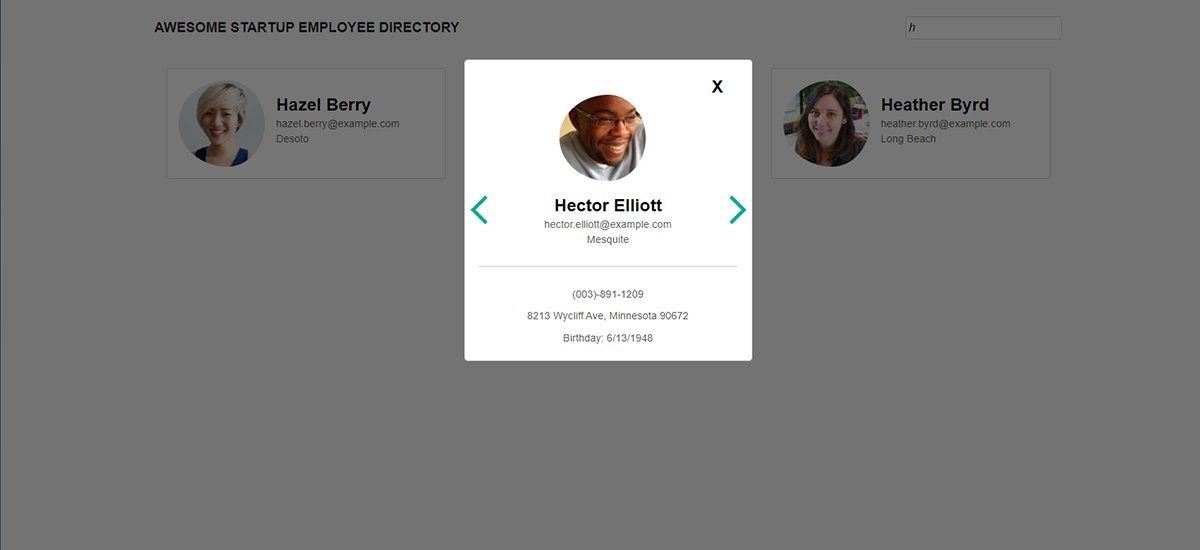 AWESOME STARTUP EMPLOYEE DIRECTORY
h
Hazel Berry
hazel.berry@example.com
Desoto
X
Hector Elliott
hector.elliott@example.com
Mesquite
(003)-891-1209
8213 Wycliff Ave, Minnesota 90672
Birthday: 6/13/1948
Heather Byrd
heather.byrd@example.com
Long Beach